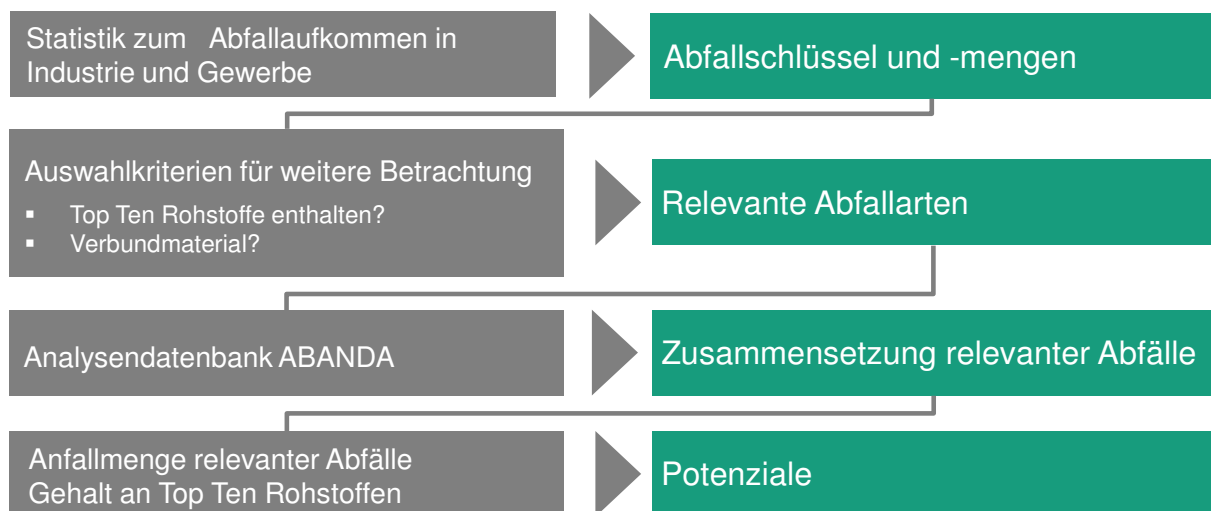 Statistik zum Abfallaufkommen in
Industrie und Gewerbe
Abfallschlüssel und -mengen
Auswahlkriterien für weitere Betrachtung
▪ Top Ten Rohstoffe enthalten?
▪ Verbundmaterial?
Relevante Abfallarten
Analysendatenbank ABANDA
Zusammensetzung relevanter Abfälle
Anfallmenge relevanter Abfälle
Gehalt an Top Ten Rohstoffen
Potenziale